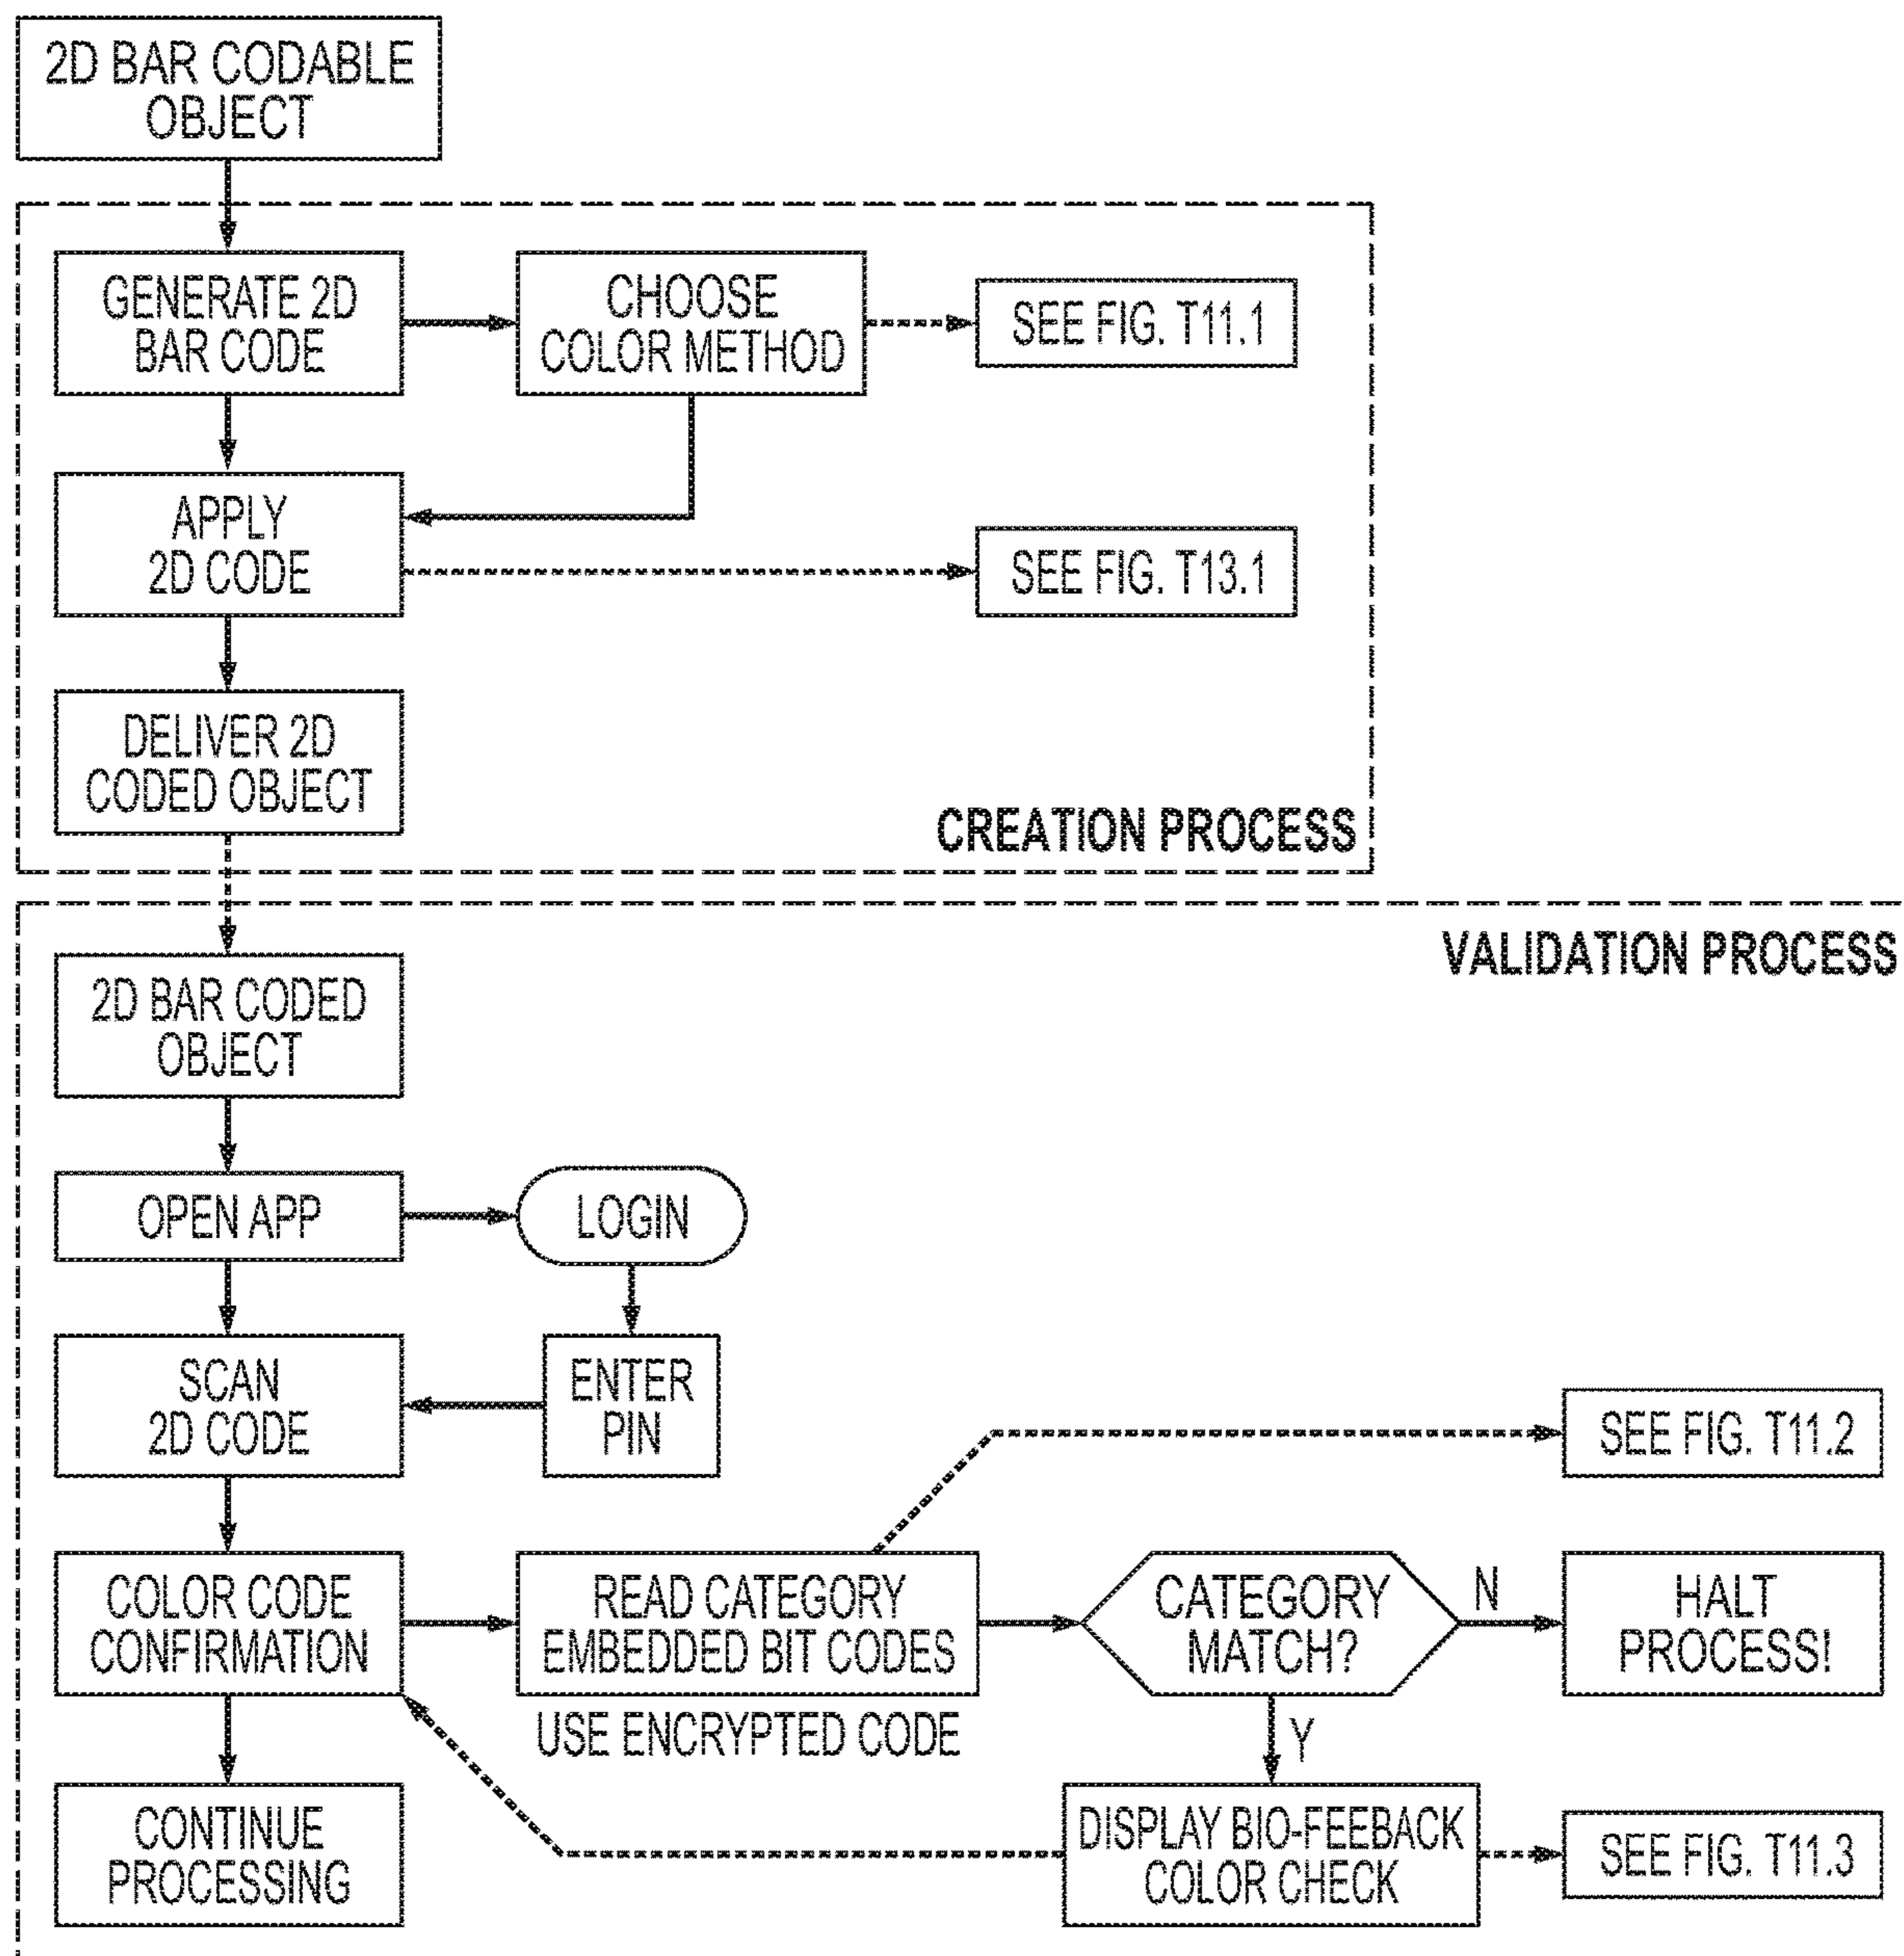 2D BAR CODABLE
OBJECT
GENERATE 2D
BAR CODE
CHOOSE
COLOR METHOD
SEE FIG. T11.1
APPLY
2D CODE
SEE FIG. T13.1
DELIVER 2D
CODED OBJECT
CREATION PROCESS
VALIDATION PROCESS
2D BAR CODED
OBJECT
OPEN APP
LOGIN
SCAN
2D CODE
ENTER
PIN
SEE FIG. T11.2
COLOR CODE
CONFIRMATION
READ CATEGORY
EMBEDDED BIT CODES
USE ENCRYPTED CODE
CATEGORY
MATCH?
N
HALT
PROCESS!
Y
CONTINUE
PROCESSING
DISPLAY BIO-FEEBACK
COLOR CHECK
SEE FIG. T11.3